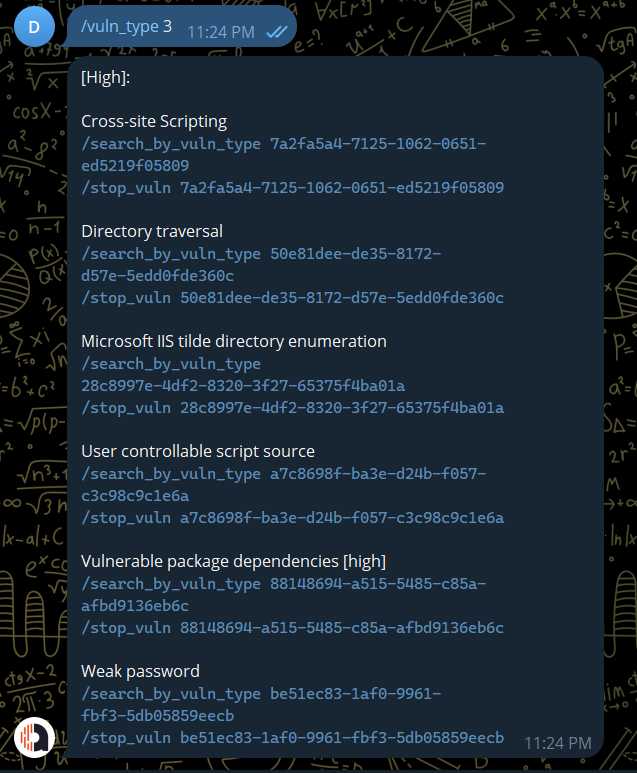 D
/vuln_type 3
11:24 PM
[High]:
Cross-site Scripting
/search_by_vuln_type 7a2fa5a4-7125-1062-0651-
ed5219f05809
/stop_vuln 7a2fa5a4-7125-1062-0651-ed5219f05809
Directory traversal
/search_by_vuln_type 50e81dee-de35-8172-
d57e-5edd0fde360c
/stop_vuln 50e81dee-de35-8172-d57e-5edd0fde360c
Microsoft IIS tilde directory enumeration
/search_by_vuln_type
28c8997e-4df2-8320-3f27-65375f4ba01a
/stop_vuln 28c8997e-4df2-8320-3f27-65375f4ba01a
User controllable script source
/search_by_vuln_type a7c8698f-ba3e-d24b-f057-
c3c98c9c1e6a
/stop_vuln a7c8698f-ba3e-d24b-f057-c3c98c9c1e6a
Vulnerable package dependencies [high]
/search_by_vuln_type 88148694-a515-5485-c85a-
afbd9136eb6c
/stop_vuln 88148694-a515-5485-c85a-afbd9136eb6c
Weak password
/search_by_vuln_type be51ec83-1af0-9961-
fbf3-5db05859eecb
/stop_vuln be51ec83-1af0-9961-fbf3-5db05859eecb
11:24 PM